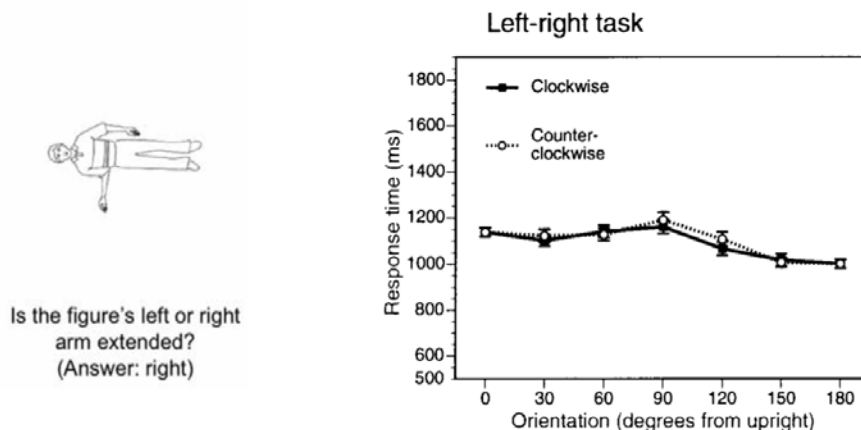 Left-right task
Is the figure's left or right
arm extended?
(Answer: right)
Response time (ms)
1800
1600
1400
1200
1000
800
600
500
Clockwise
Counter-
clockwise
0 30 60 90 120 150 180
Orientation (degrees from upright)